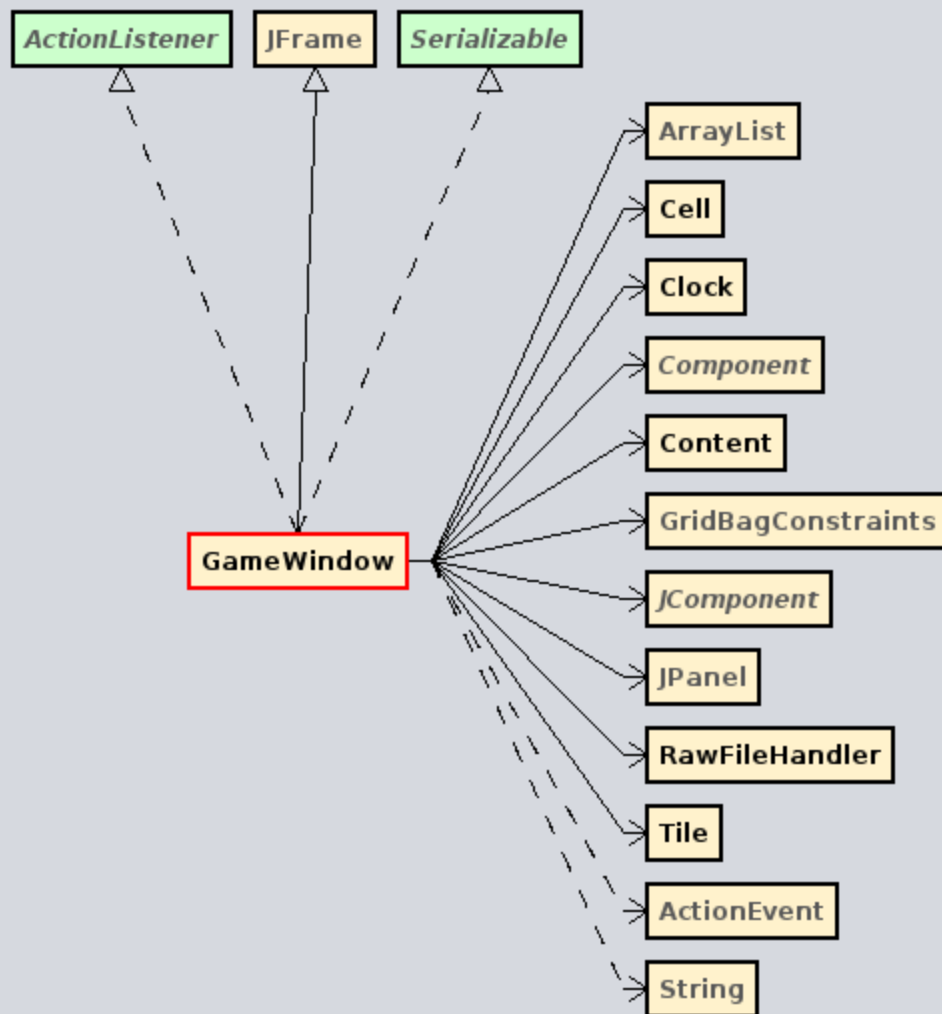 ActionListener
JFrame
Serializable
ArrayList
Cell
Clock
Component
Content
GridBagConstraints
GameWindow
JComponent
JPanel
RawFileHandler
Tile
ActionEvent
String